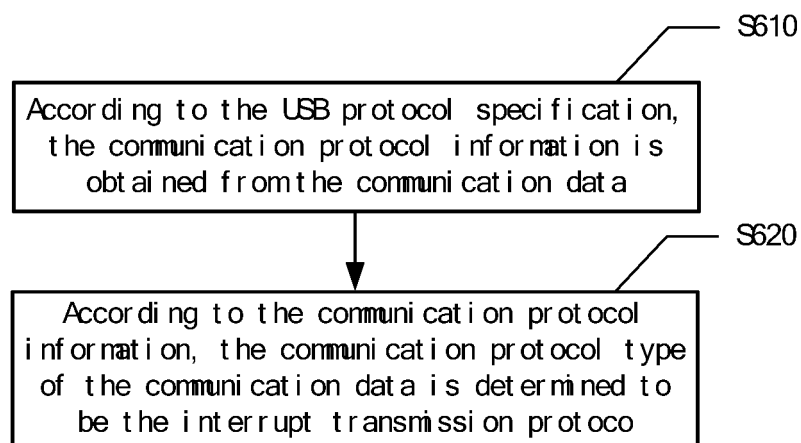 S610
According to the USB protocol specification,
the communication protocol information is
obtained from the communication data
S620
According to the communication protocol
information, the communication protocol type
of the communication data is determined to
be the interrupt transmission protoco